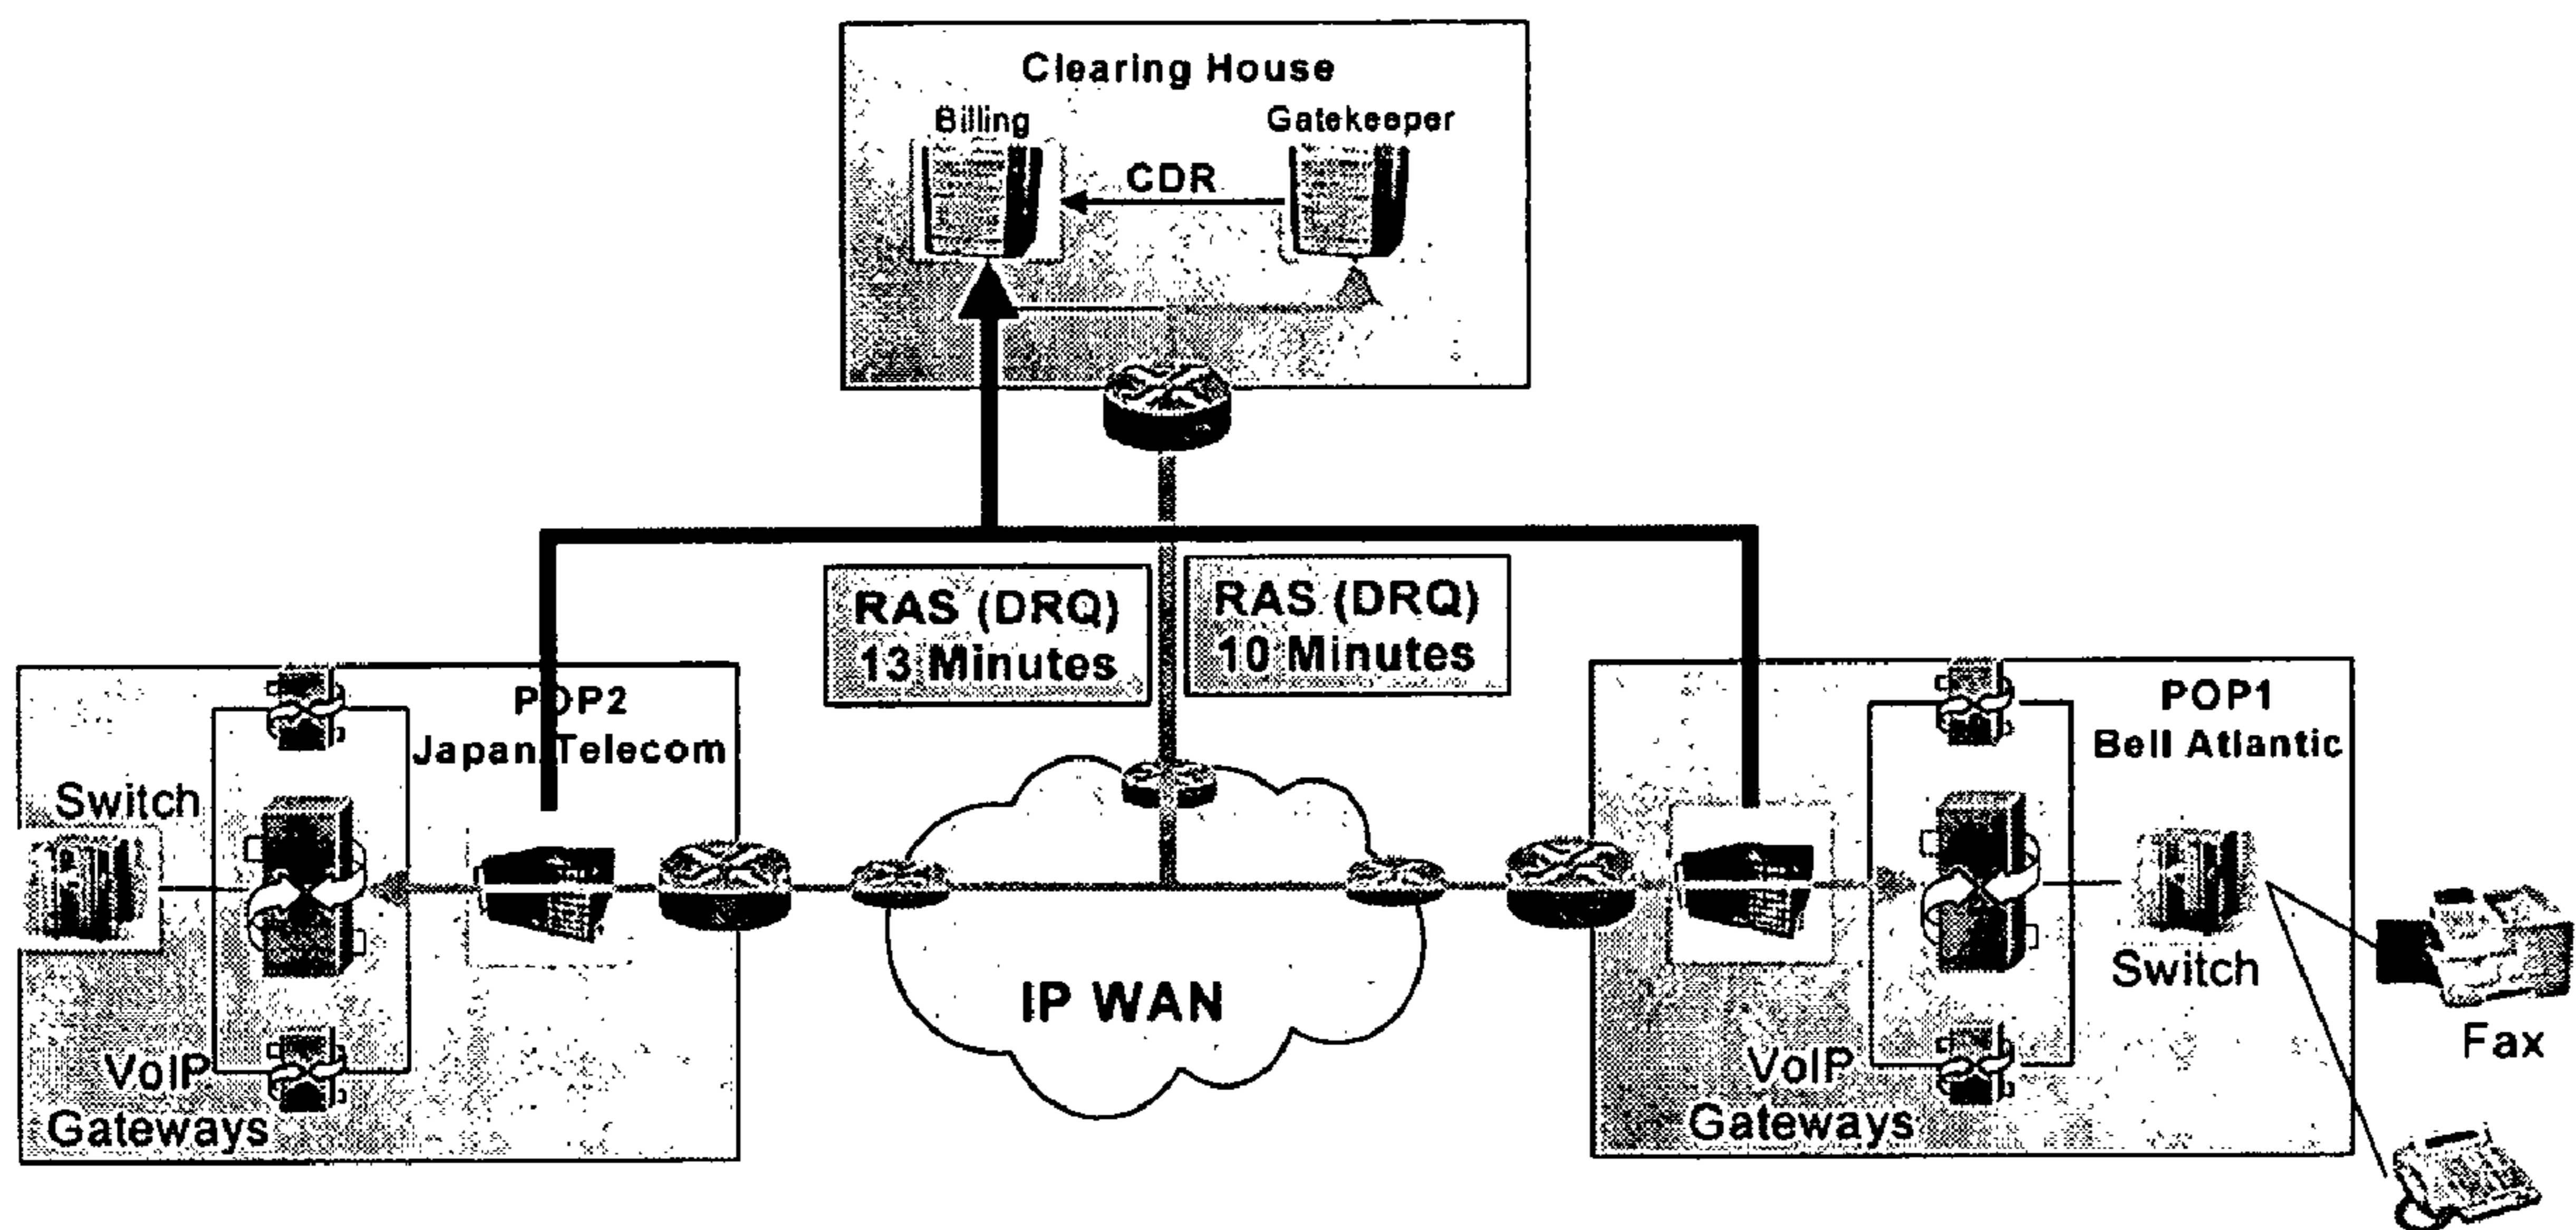 Clearing House
Billing
Gatekeeper
CDR
RAS (DRQ)
13 Minutes
RAS (DRQ)
10 Minutes
POP2
Japan Telecom
Switch
VoIP
Gateways
IP WAN
POP1
Bell Atlantic
Switch
VoIP
Gateways
Fax